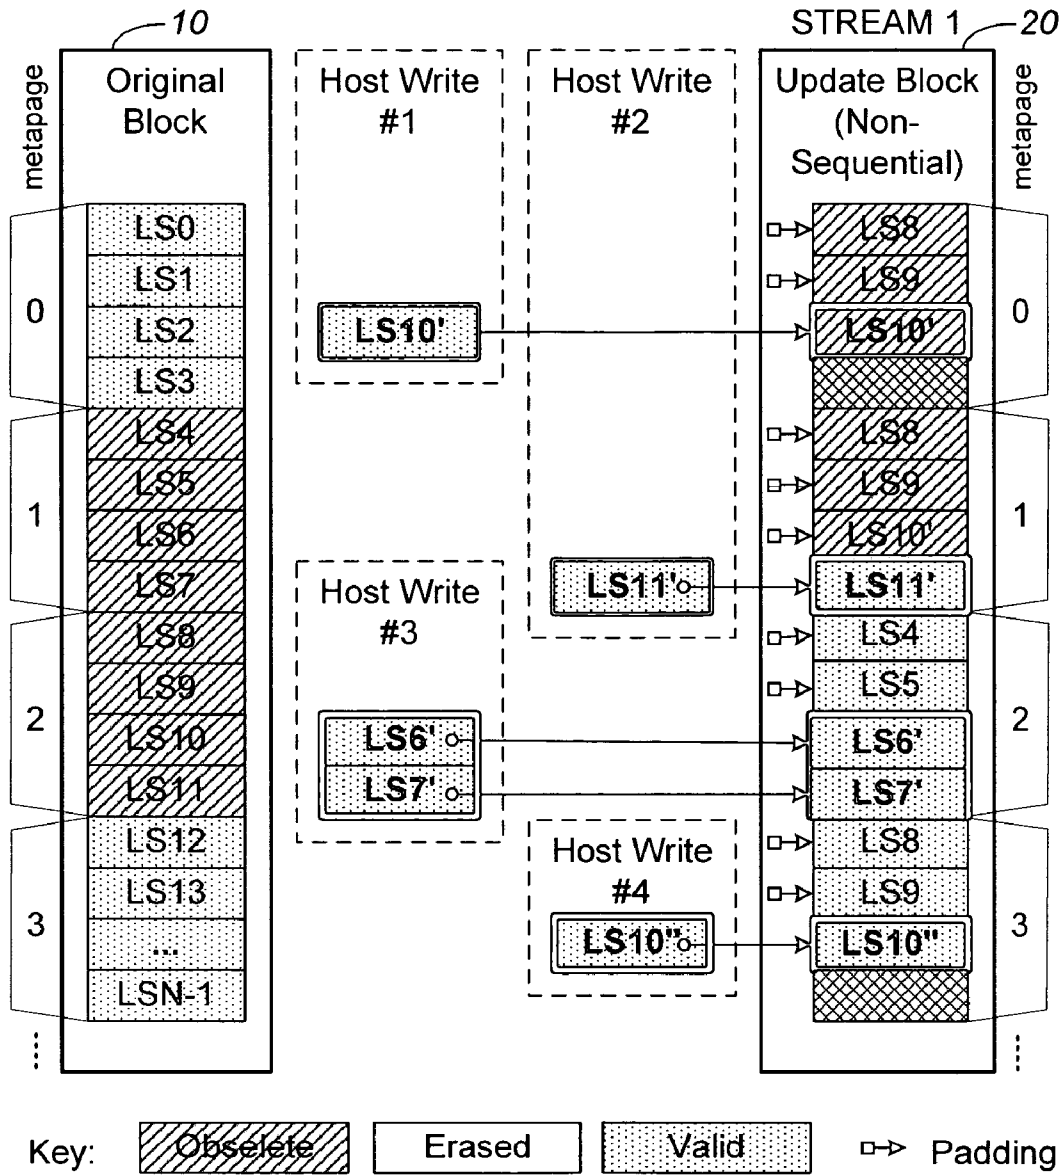 10
STREAM 1
20
metapage
Original
Block
Host Write
#1
Host Write
#2
Update Block
(Non-
Sequential)
metapage
0
LS0
LS1
LS2
LS3
1
LS4
LS5
LS6
LS7
2
LS8
LS9
LS10
LS11
3
LS12
LS13
...
LSN-1
LS10'
LS11'
Host Write
#3
LS6'
LS7'
Host Write
#4
LS10"
LS8
LS9
LS10'
0
LS8
LS9
LS10'
LS11'
1
LS4
LS5
LS6'
LS7'
2
LS8
LS9
LS10"
3
Key:
Obselete
Erased
Valid
Padding